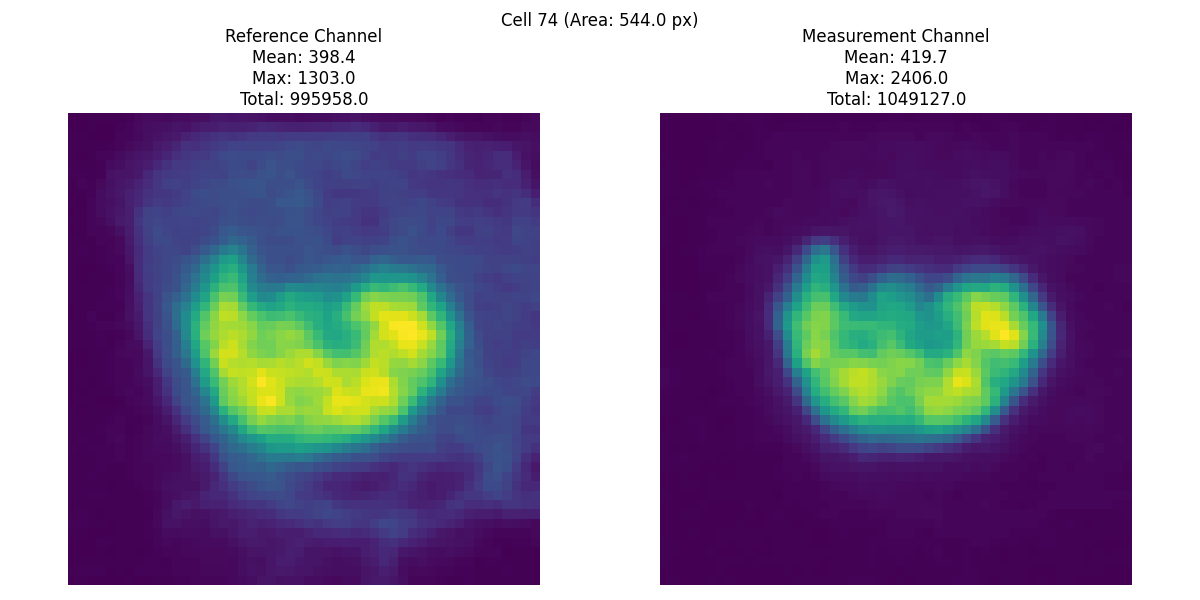 Cell 74 (Area: 544.0 px)
Reference Channel
Mean: 398.4
Max: 1303.0
Total: 995958.0
Measurement Channel
Mean: 419.7
Max: 2406.0
Total: 1049127.0